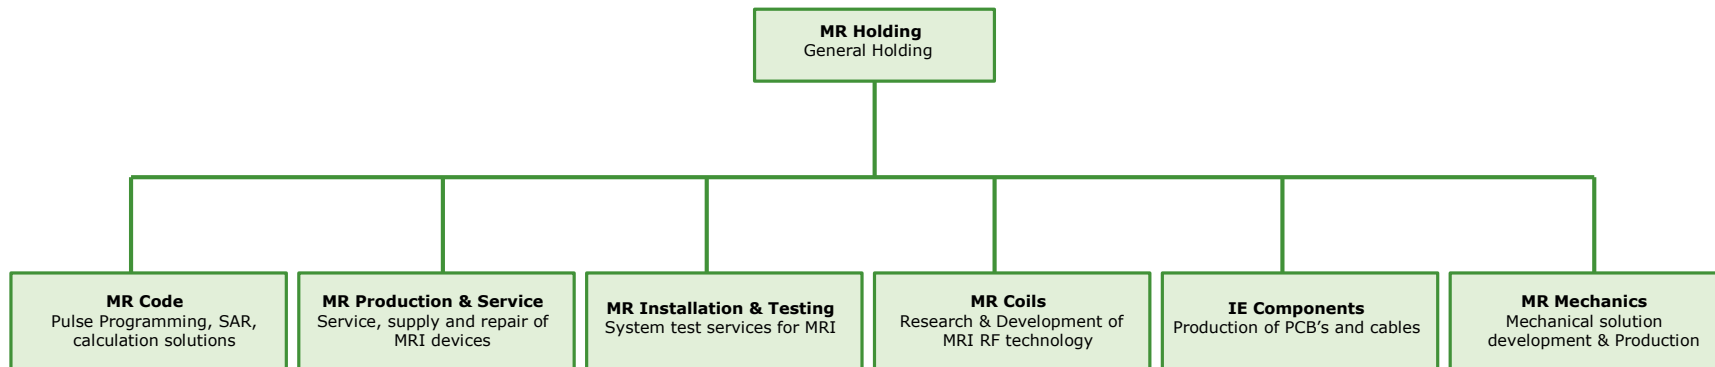 MR Holding
General Holding
MR Code
Pulse Programming, SAR,
calculation solutions
MR Production & Service
Service, supply and repair of
MRI devices
MR Installation & Testing
System test services for MRI
MR Coils
Research & Development of
MRI RF technology
IE Components
Production of PCB's and cables
MR Mechanics
Mechanical solution
development & Production